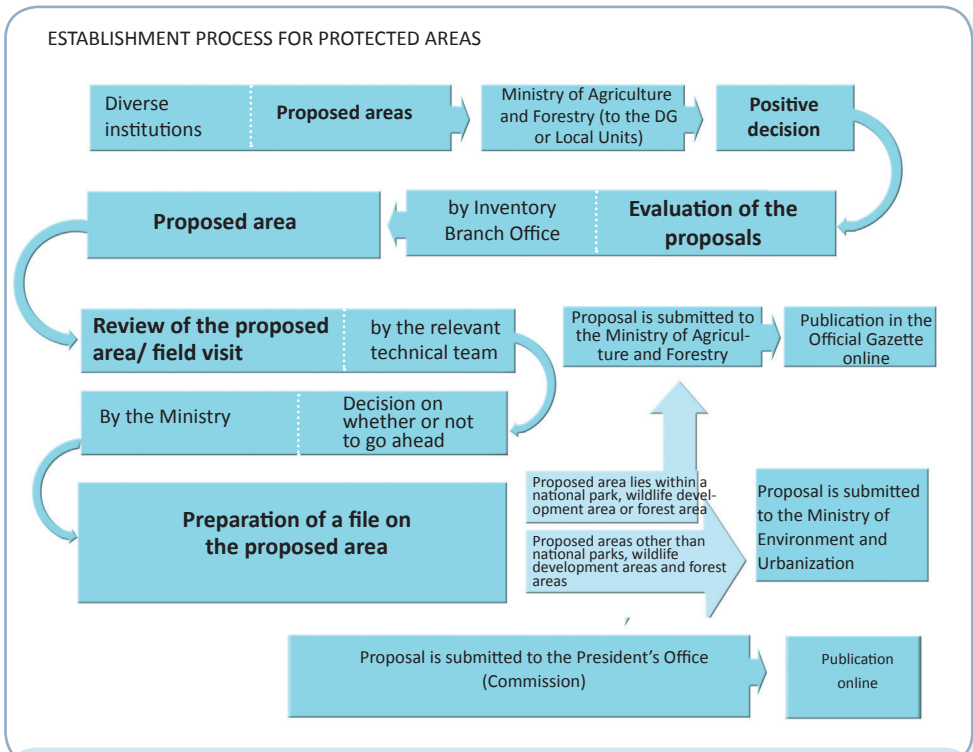 ESTABLISHMENT PROCESS FOR PROTECTED AREAS
Diverse
institutions
Proposed areas
Ministry of Agriculture
and Forestry (to the DG
or Local Units)
Positive
decision
Evaluation of the
proposals
by Inventory
Branch Office
Proposed area
Review of the proposed
area/ field visit
by the relevant
technical team
By the Ministry
Decision on
whether or not
to go ahead
Preparation of a file on
the proposed area
Proposed area lies within a
national park, wildlife devel-
opment area or forest area
Proposal is submitted to
the Ministry of Agricul-
ture and Forestry
Publication in the
Official Gazette
online
Proposed areas other than
national parks, wildlife
development areas and forest
areas
Proposal is submitted
to the Ministry of
Environment and
Urbanization
Proposal is submitted to the President's Office
(Commission)
Publication
online